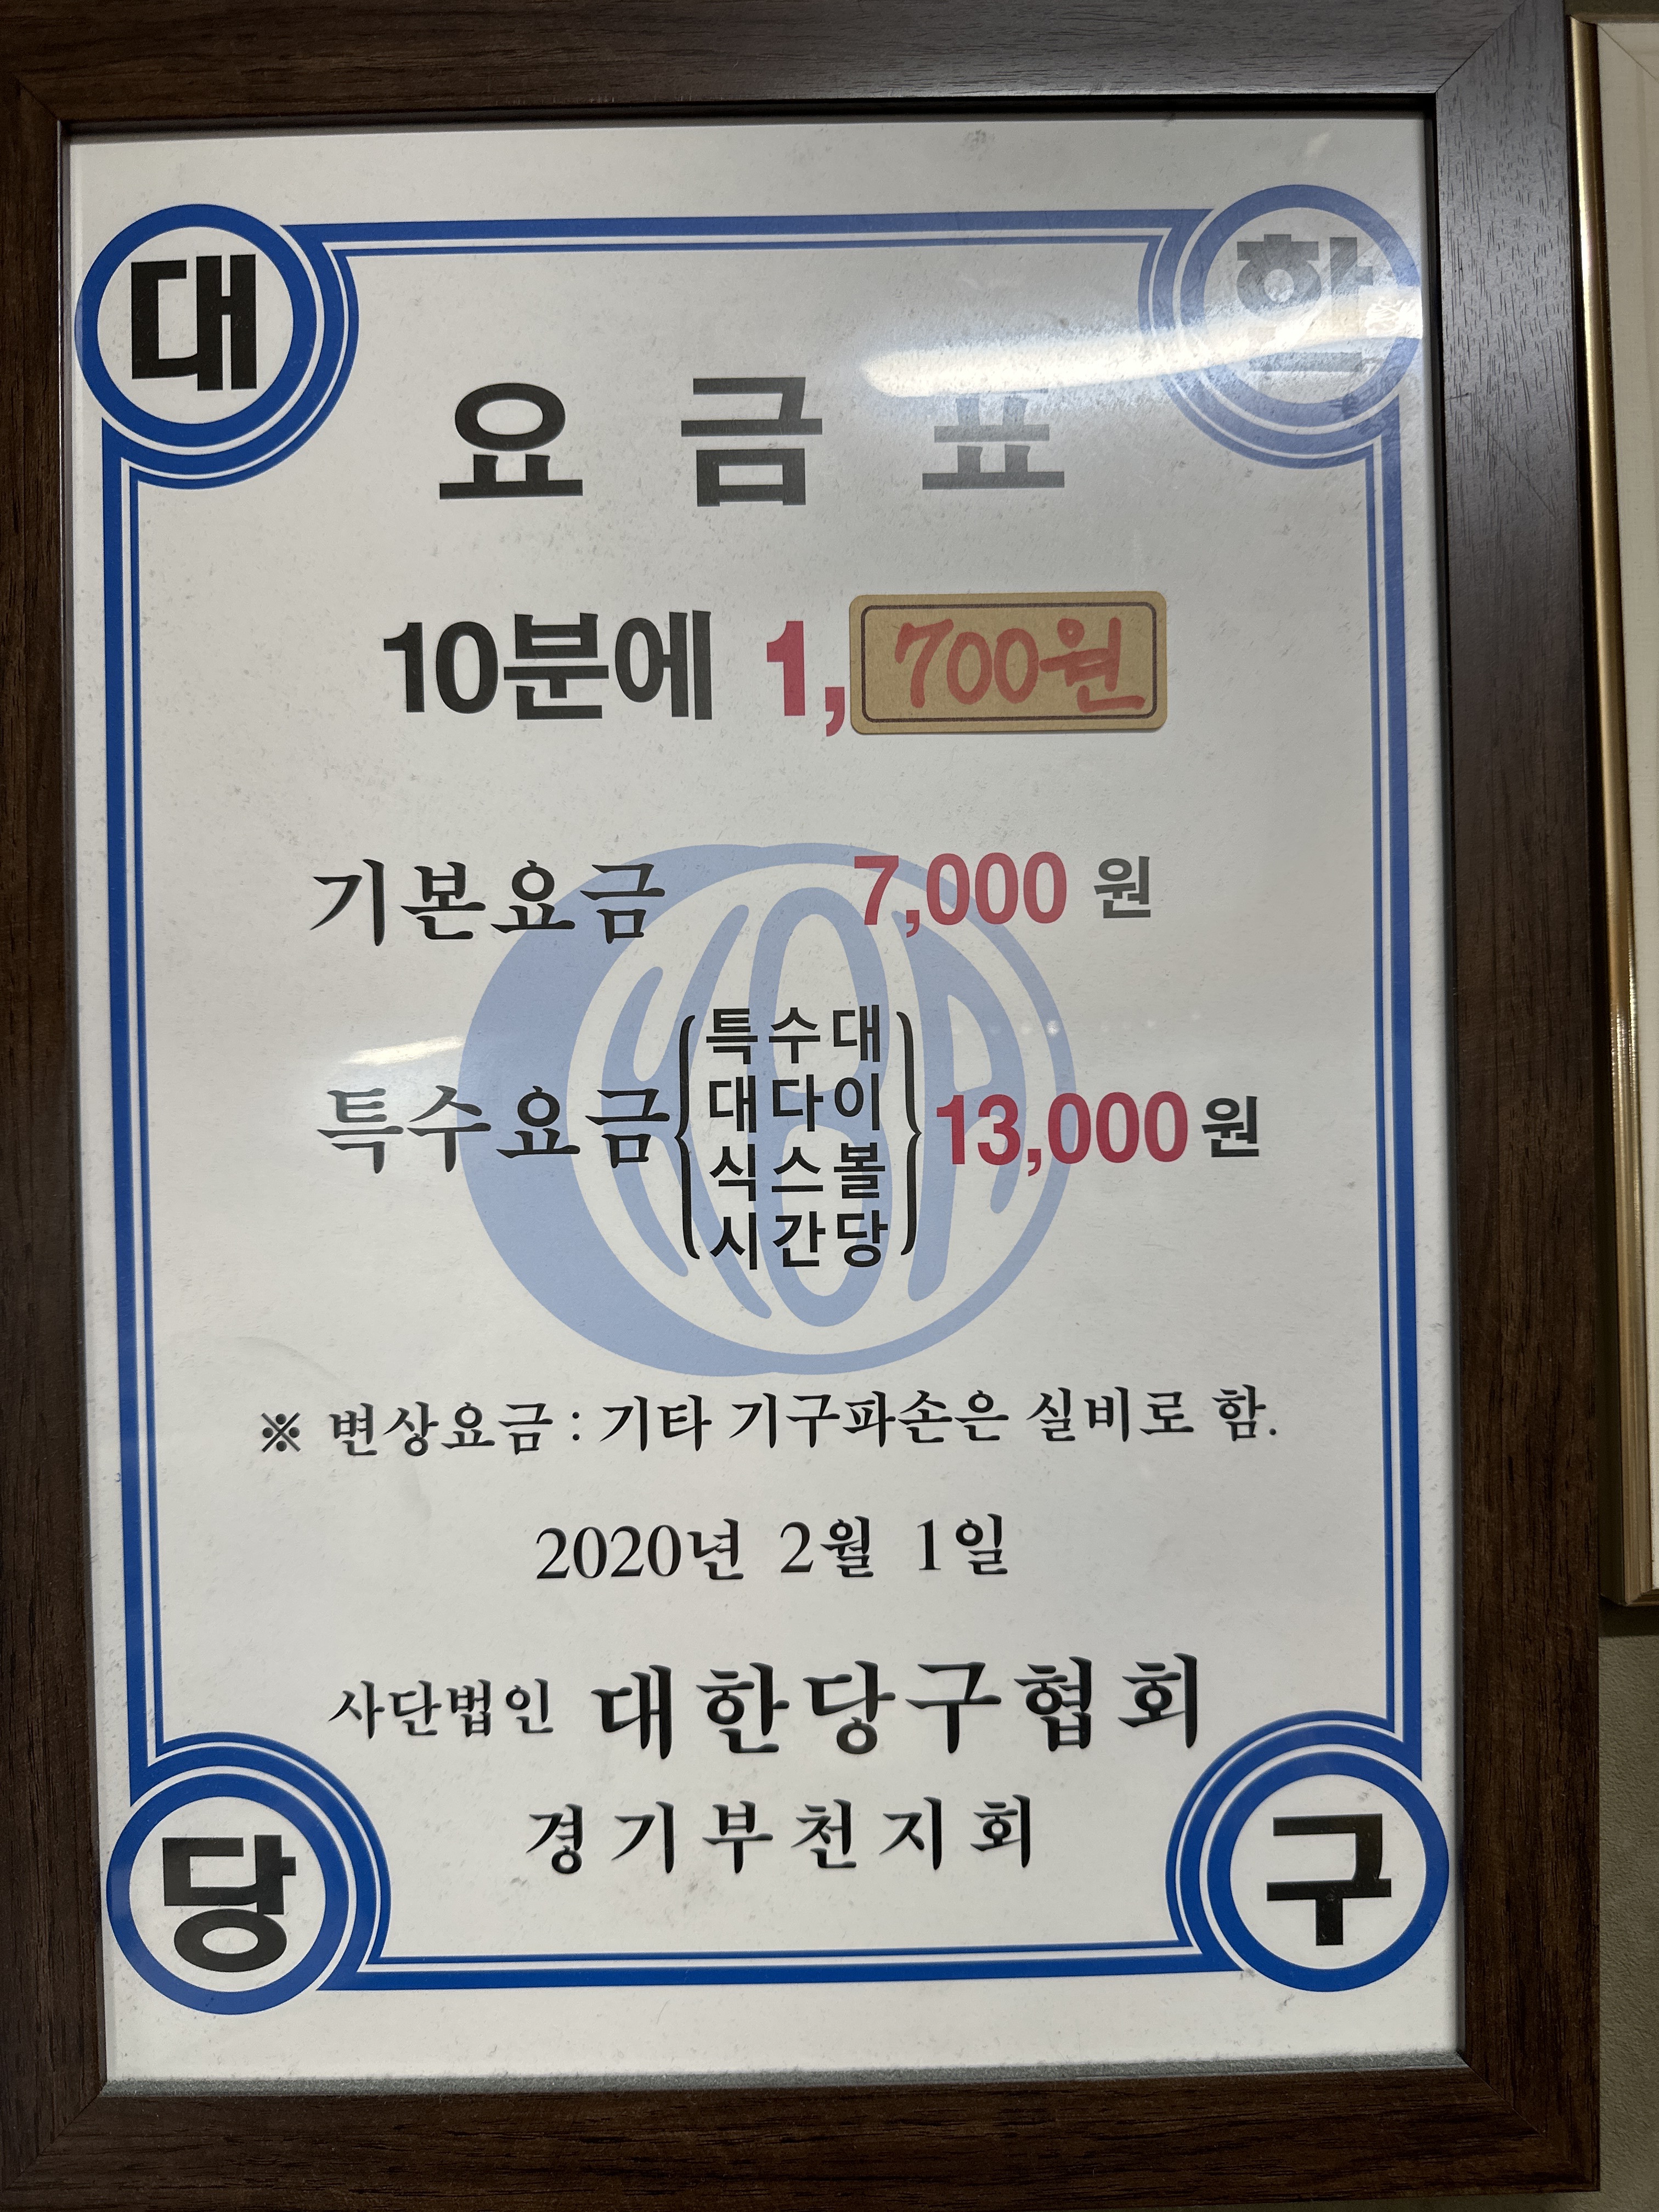 대 한
요 금 표
10분에 1,700원
기본요금 7,000 원
특수요금 특수대 대다이 식스볼 시간당 13,000원
※ 변상요금 : 기타 기구파손은 실비로 함.
2020년 2월 1일
사단법인 대한당구협회
경기부천지회
당 구
KBA